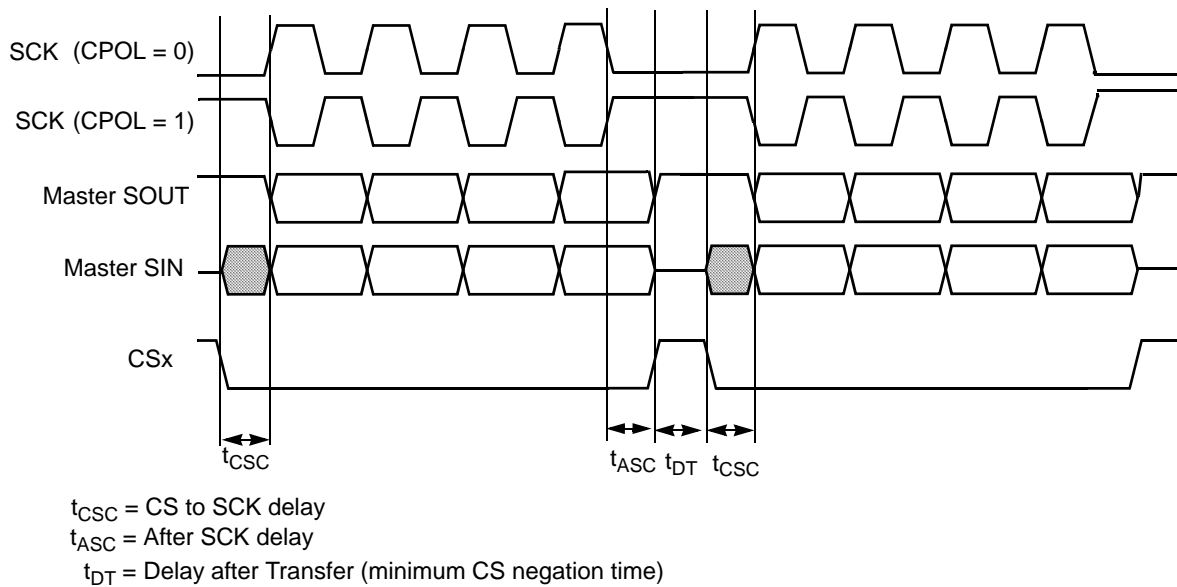 SCK (CPOL = 0)
SCK (CPOL = 1)
Master SOUT
Master SIN
CSx
tCSC
tASC tDT tCSC
tCSC = CS to SCK delay
tASC = After SCK delay
tDT = Delay after Transfer (minimum CS negation time)